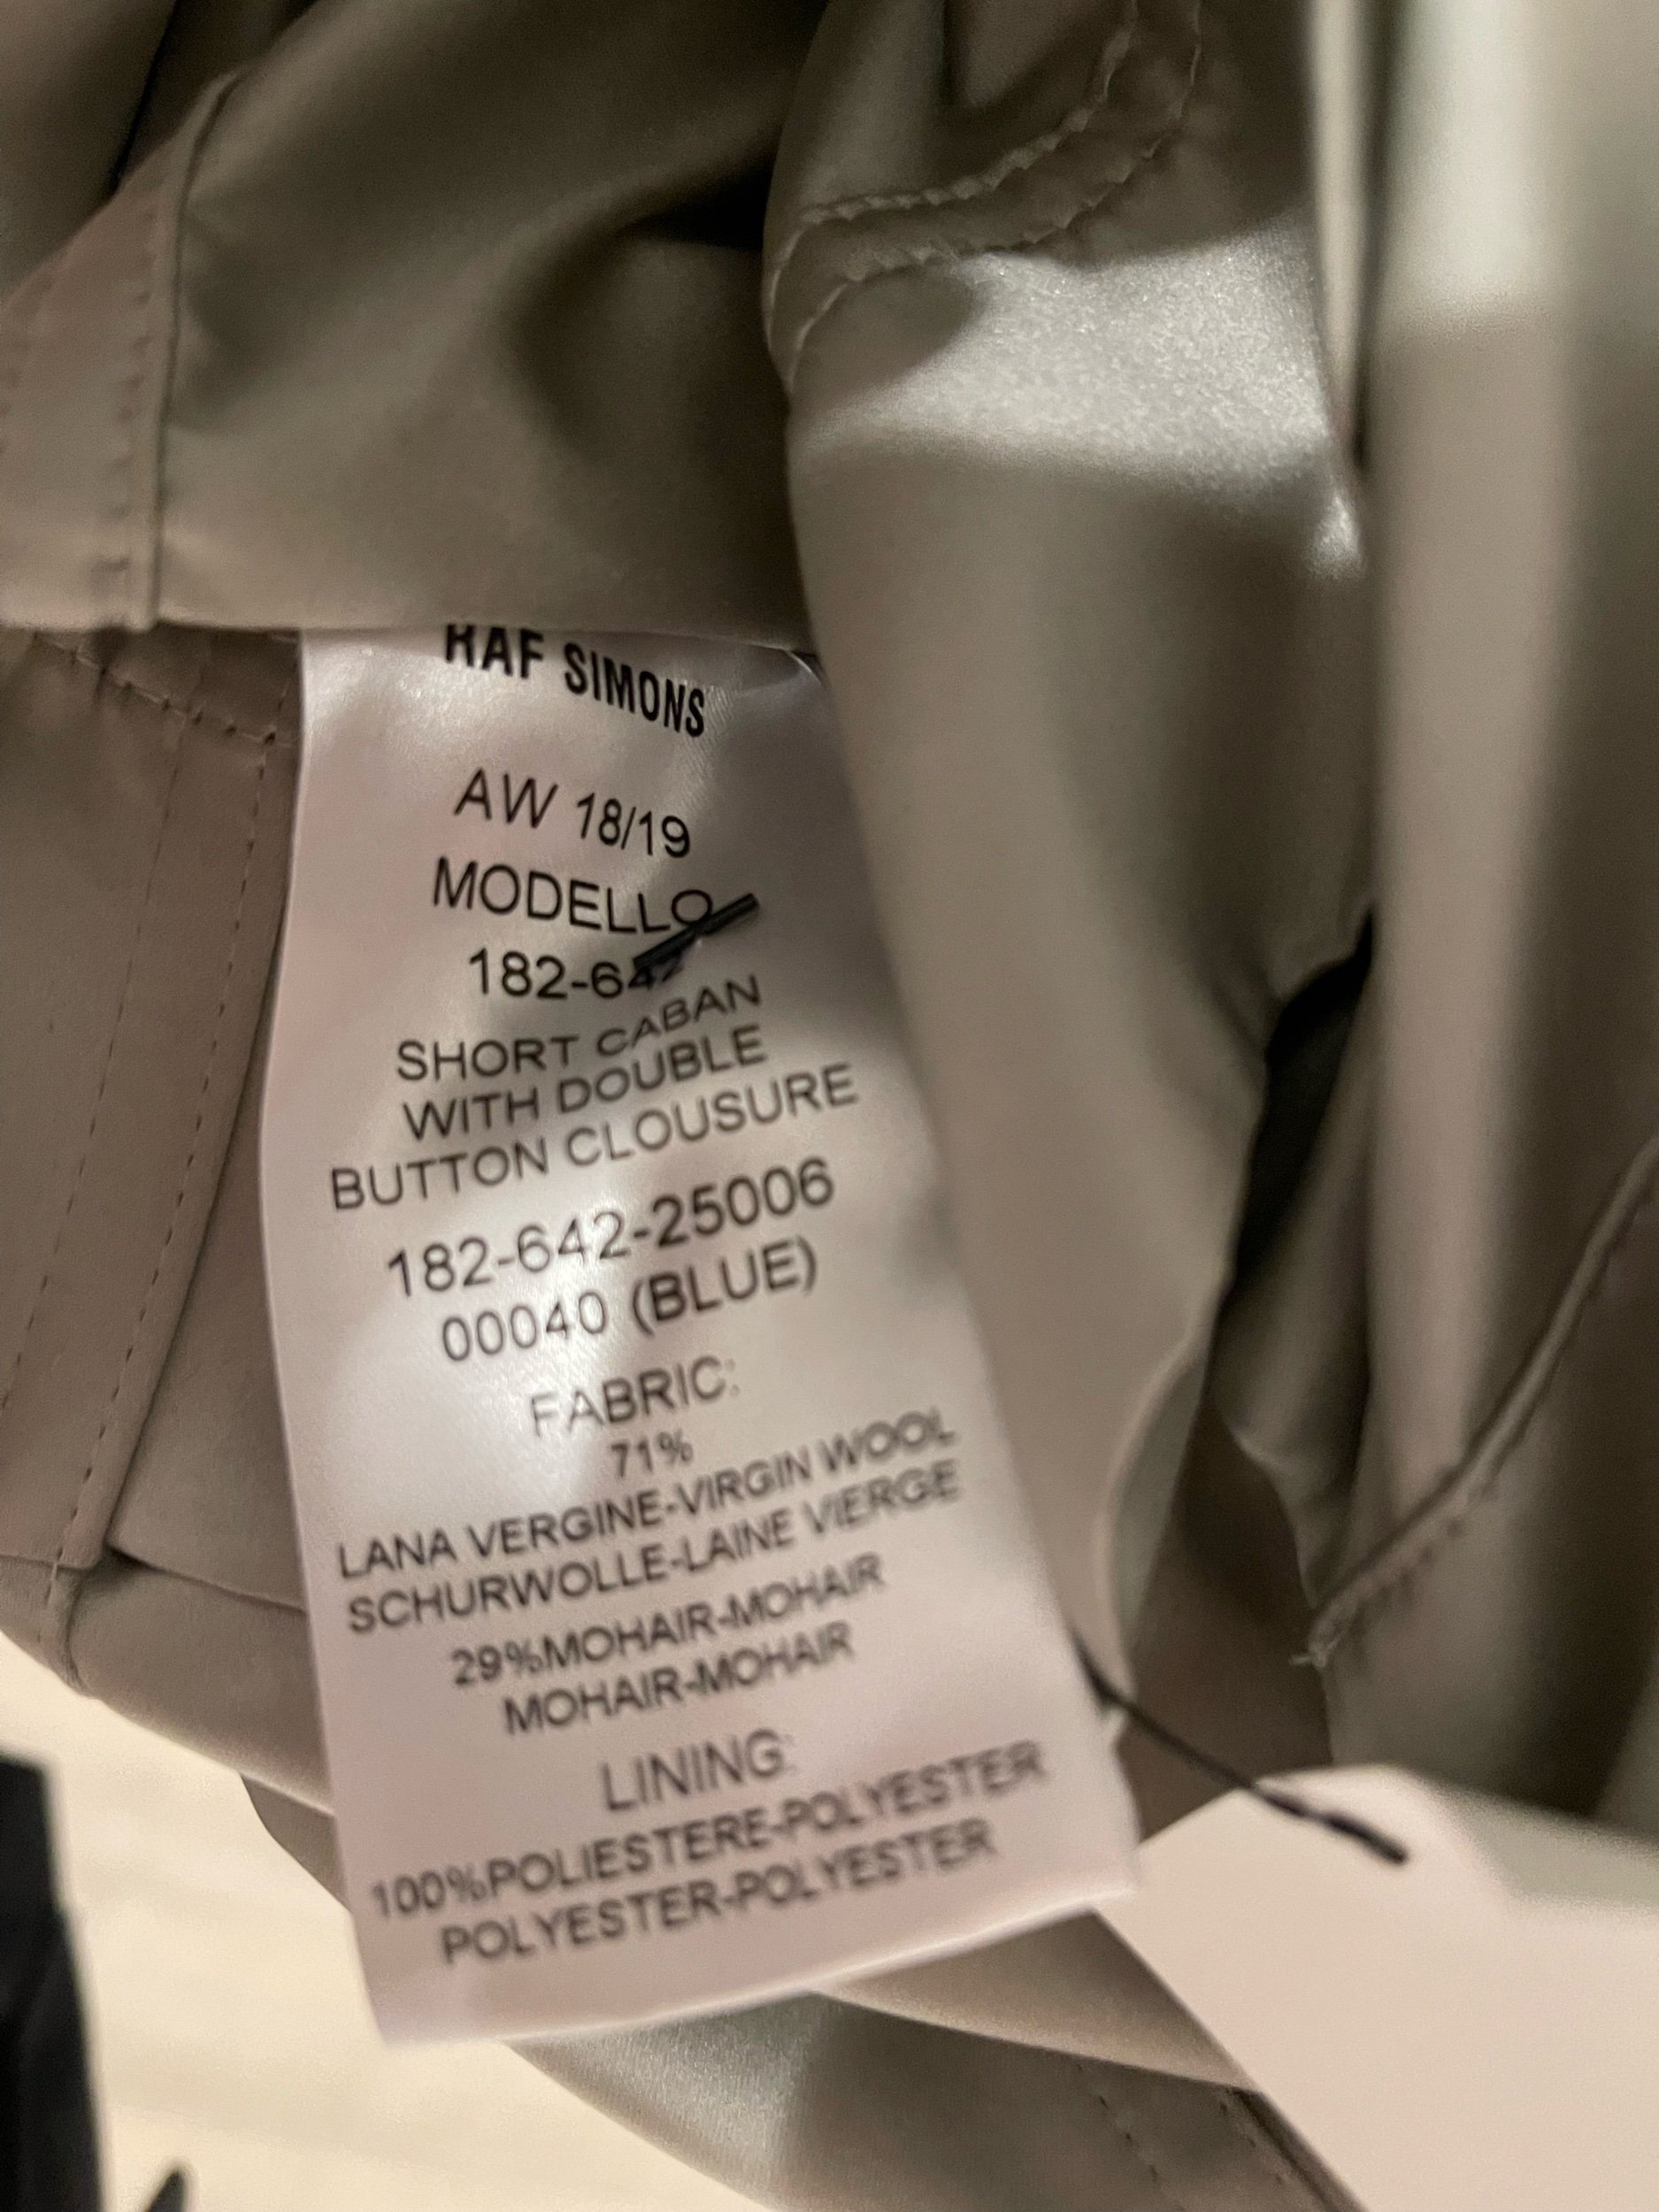 RAF SIMONS
AW 18/19
MODELLO
182-642
SHORT CABAN
WITH DOUBLE
BUTTON CLOUSURE
182-642-25006
00040 (BLUE)
FABRIC:
71%
LANA VERGINE-VIRGIN WOOL
SCHURWOLLE-LAINE VIERGE
29%MOHAIR-MOHAIR
MOHAIR-MOHAIR
LINING:
100%POLIESTERE-POLYESTER
POLYESTER-POLYESTER